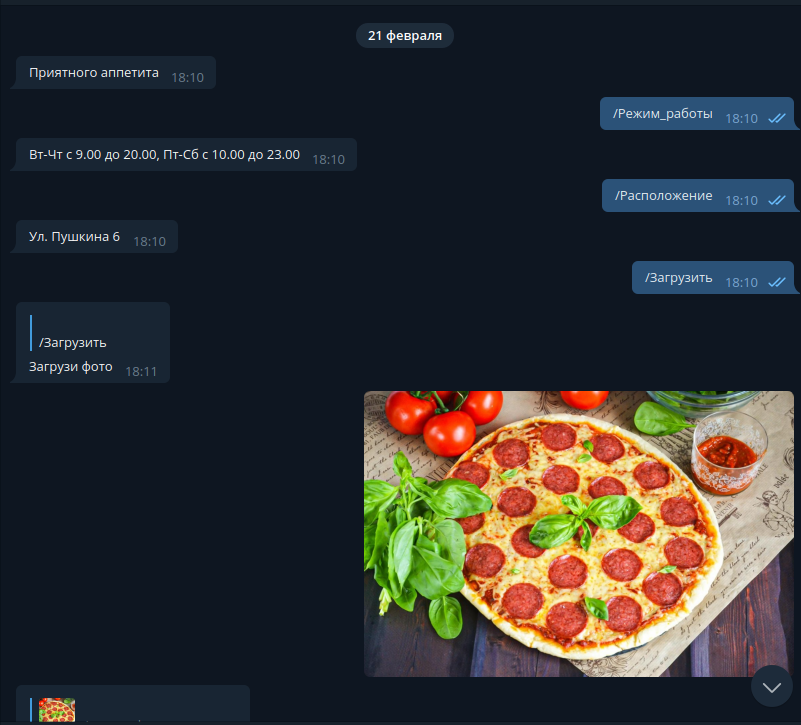 21 февраля
Приятного аппетита 18:10
/Режим_работы 18:10
Вт-Чт с 9.00 до 20.00, Пт-Сб с 10.00 до 23.00 18:10
/Расположение 18:10
Ул. Пушкина 6 18:10
/Загрузить 18:10
/Загрузить
Загрузи фото 18:11